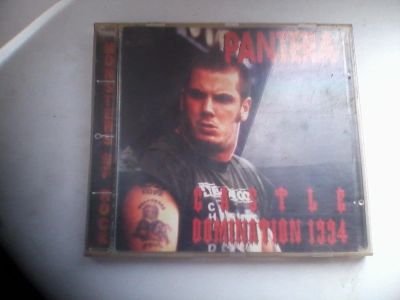 PANTERA
MONSTERS OF ROCK
CASTLE
DOMINATION 1994